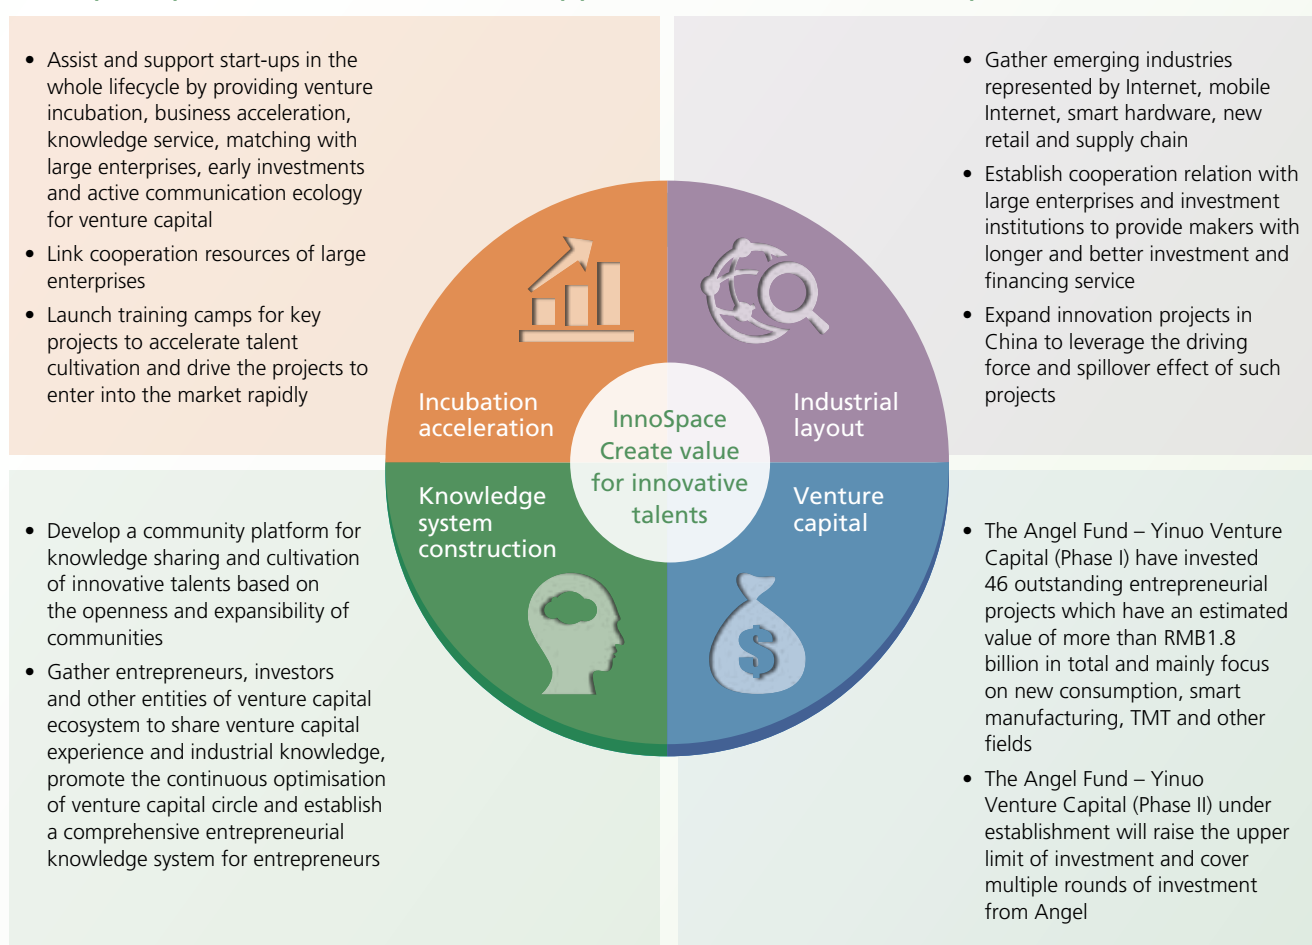 • Assist and support start-ups in the
whole lifecycle by providing venture
incubation, business acceleration,
knowledge service, matching with
large enterprises, early investments
and active communication ecology
for venture capital
• Link cooperation resources of large
enterprises
• Launch training camps for key
projects to accelerate talent
cultivation and drive the projects to
enter into the market rapidly
• Gather emerging industries
represented by Internet, mobile
Internet, smart hardware, new
retail and supply chain
• Establish cooperation relation with
large enterprises and investment
institutions to provide makers with
longer and better investment and
financing service
• Expand innovation projects in
China to leverage the driving
force and spillover effect of such
projects
Incubation
acceleration
InnoSpace
Create value
for innovative
talents
Industrial
layout
Knowledge
system
construction
Venture
capital
$
• Develop a community platform for
knowledge sharing and cultivation
of innovative talents based on
the openness and expansibility of
communities
• Gather entrepreneurs, investors
and other entities of venture capital
ecosystem to share venture capital
experience and industrial knowledge,
promote the continuous optimisation
of venture capital circle and establish
a comprehensive entrepreneurial
knowledge system for entrepreneurs
• The Angel Fund – Yinuo Venture
Capital (Phase I) have invested
46 outstanding entrepreneurial
projects which have an estimated
value of more than RMB1.8
billion in total and mainly focus
on new consumption, smart
manufacturing, TMT and other
fields
• The Angel Fund – Yinuo
Venture Capital (Phase II) under
establishment will raise the upper
limit of investment and cover
multiple rounds of investment
from Angel